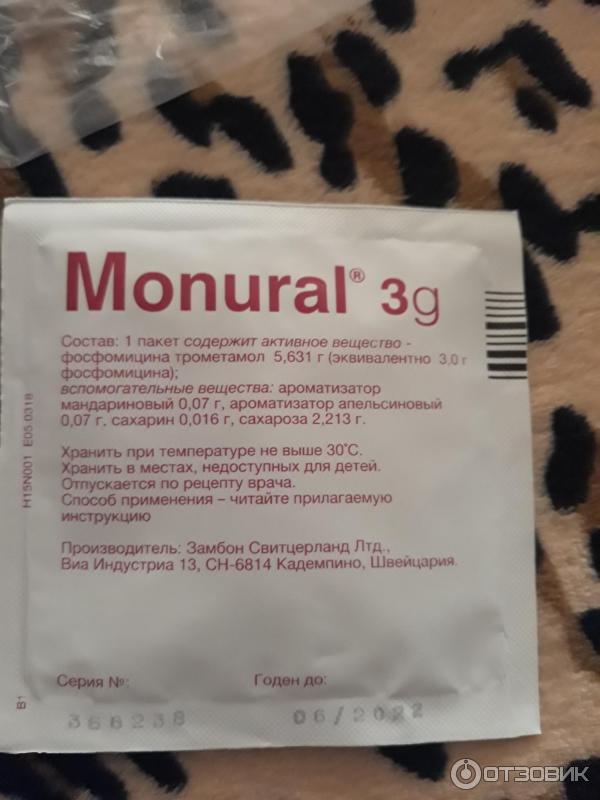 Monural® 3g
Состав: 1 пакет содержит активное вещество -
фосфомицина трометамол 5,631 г (эквивалентно 3,0 г
фосфомицина);
вспомогательные вещества: ароматизатор
мандариновый 0,07 г, ароматизатор апельсиновый
0,07 г, сахарин 0,016 г, сахароза 2,213 г.
Хранить при температуре не выше 30°С.
Хранить в местах, недоступных для детей.
Отпускается по рецепту врача.
Способ применения – читайте прилагаемую
инструкцию
Производитель: Замбон Свитцерланд Лтд.,
Виа Индустриа 13, CH-6814 Кадемпино, Швейцария.
Серия №: Годен до:
366238 06/2022
H15N001 E05.0318
B1
ОТЗОВИК